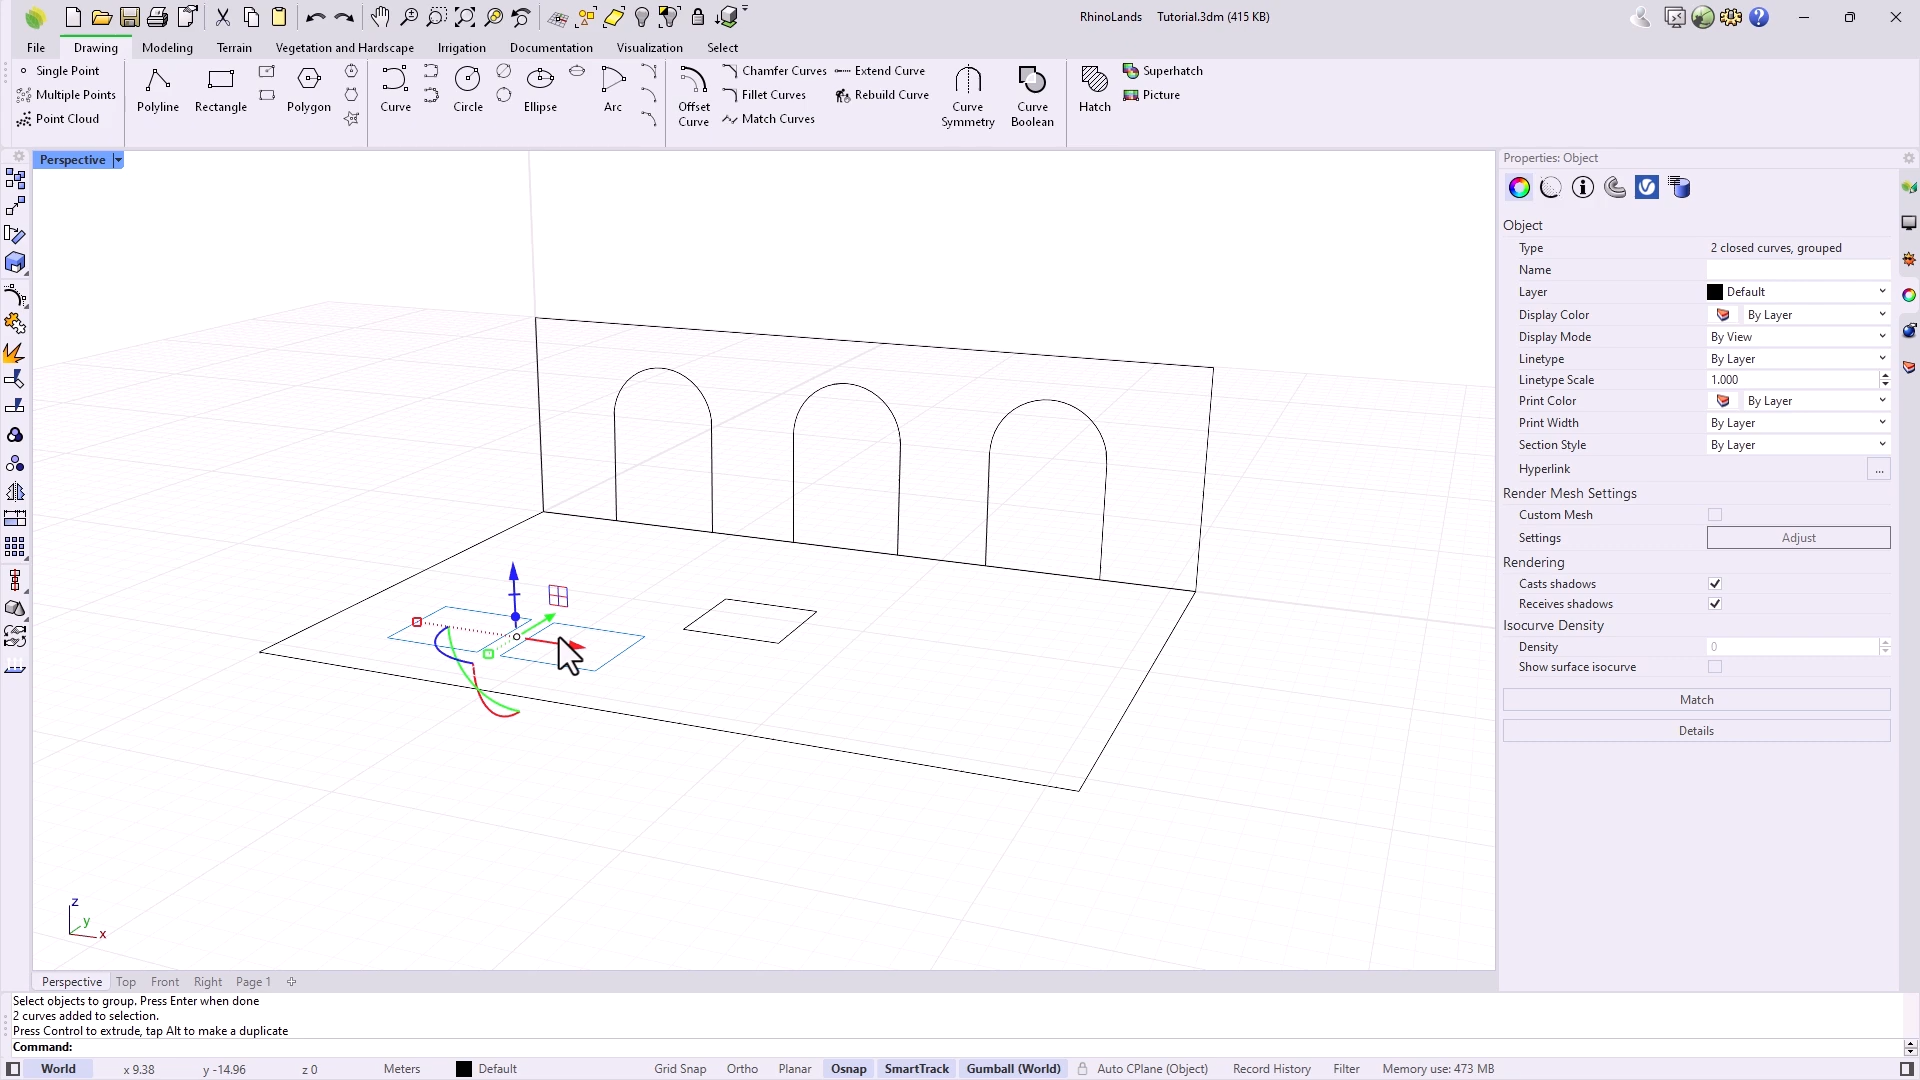 RhinoLands Tutorial.3dm (415 KB)
File Drawing Modeling Terrain Vegetation and Hardscape Irrigation Documentation Visualization Select
Single Point
Multiple Points
Point Cloud
Polyline Rectangle Polygon Curve Circle Ellipse Arc
Offset Curve
Chamfer Curves Extend Curve
Fillet Curves Rebuild Curve
Match Curves
Curve Symmetry
Curve Boolean
Hatch
Superhatch
Picture
Perspective
z
y
x
Properties: Object
Object
Type 2 closed curves, grouped
Name
Layer Default
Display Color By Layer
Display Mode By View
Linetype By Layer
Linetype Scale 1.000
Print Color By Layer
Print Width By Layer
Section Style By Layer
Hyperlink ...
Render Mesh Settings
Custom Mesh
Settings Adjust
Rendering
Casts shadows
Receives shadows
Isocurve Density
Density 0
Show surface isocurve
Match
Details
Perspective Top Front Right Page 1
Select objects to group. Press Enter when done
2 curves added to selection.
Press Control to extrude, tap Alt to make a duplicate
Command:
World x 9.38 y -14.96 z 0 Meters Default Grid Snap Ortho Planar Osnap SmartTrack Gumball (World) Auto CPlane (Object) Record History Filter Memory use: 473 MB